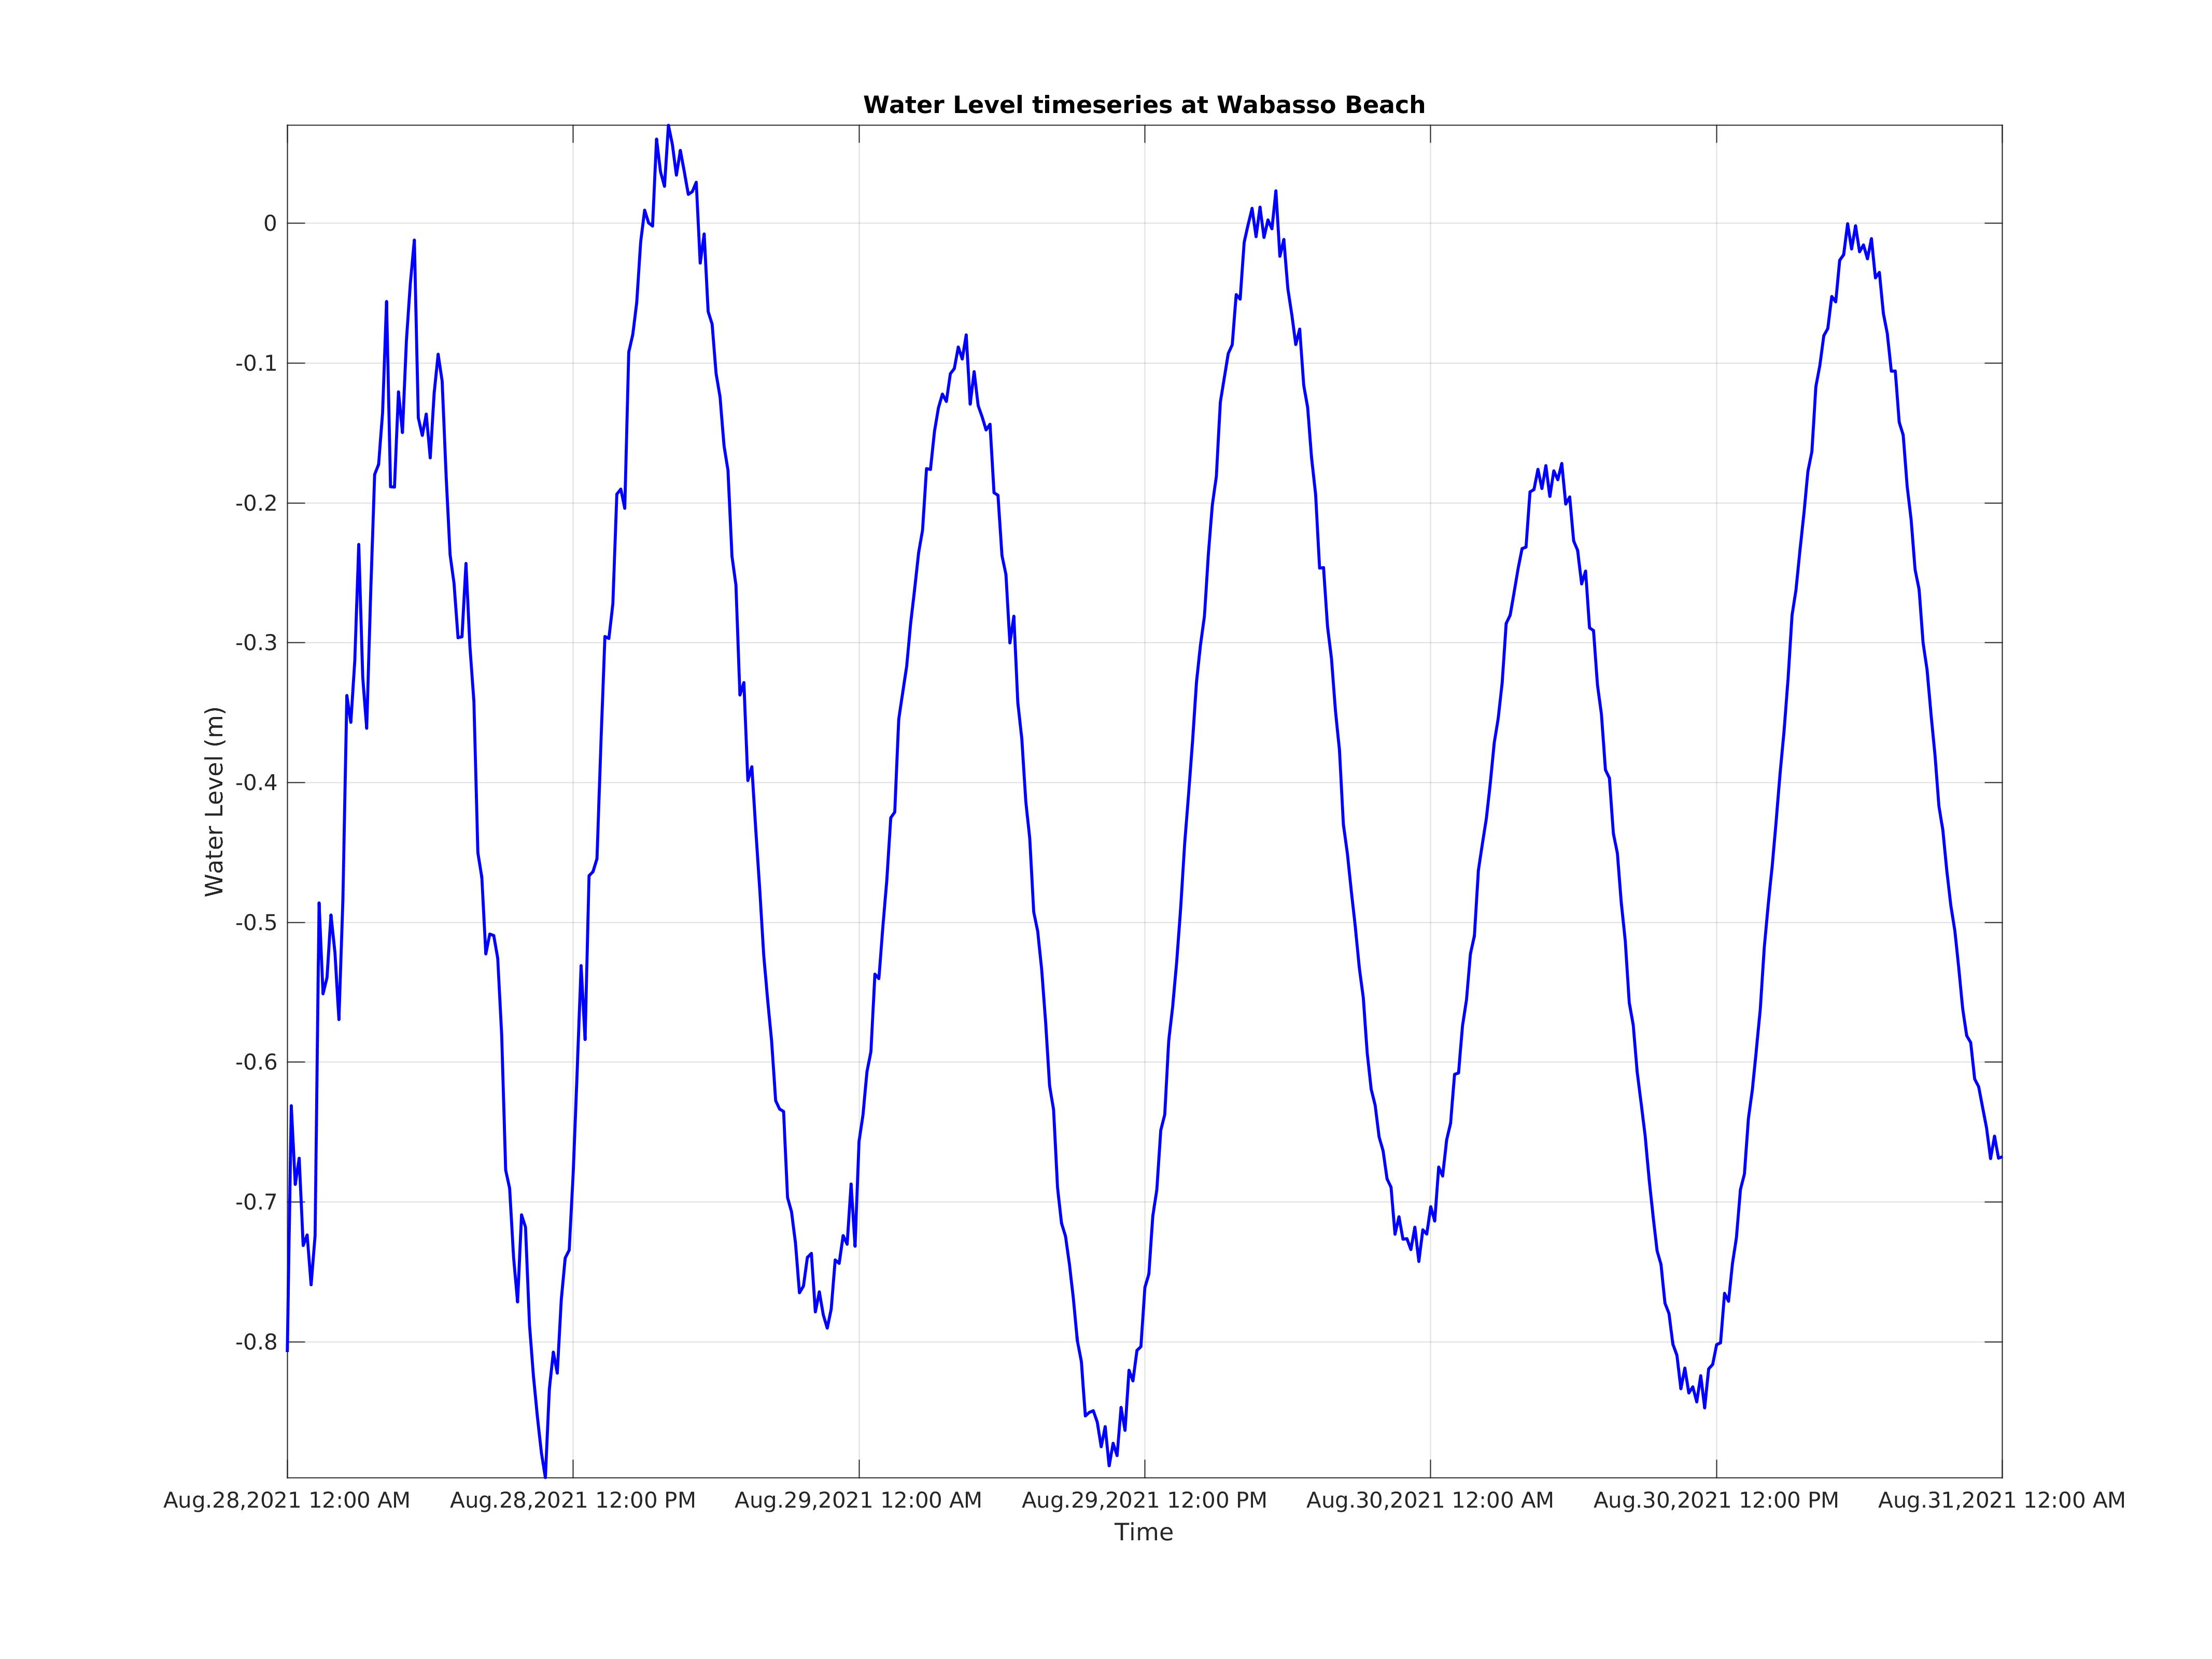 Water Level timeseries at Wabasso Beach
0
-0.1
-0.2
-0.3
-0.4
-0.5
-0.6
-0.7
-0.8
Water Level (m)
Aug.28,2021 12:00 AM Aug.28,2021 12:00 PM Aug.29,2021 12:00 AM Aug.29,2021 12:00 PM Aug.30,2021 12:00 AM Aug.30,2021 12:00 PM Aug.31,2021 12:00 AM
Time